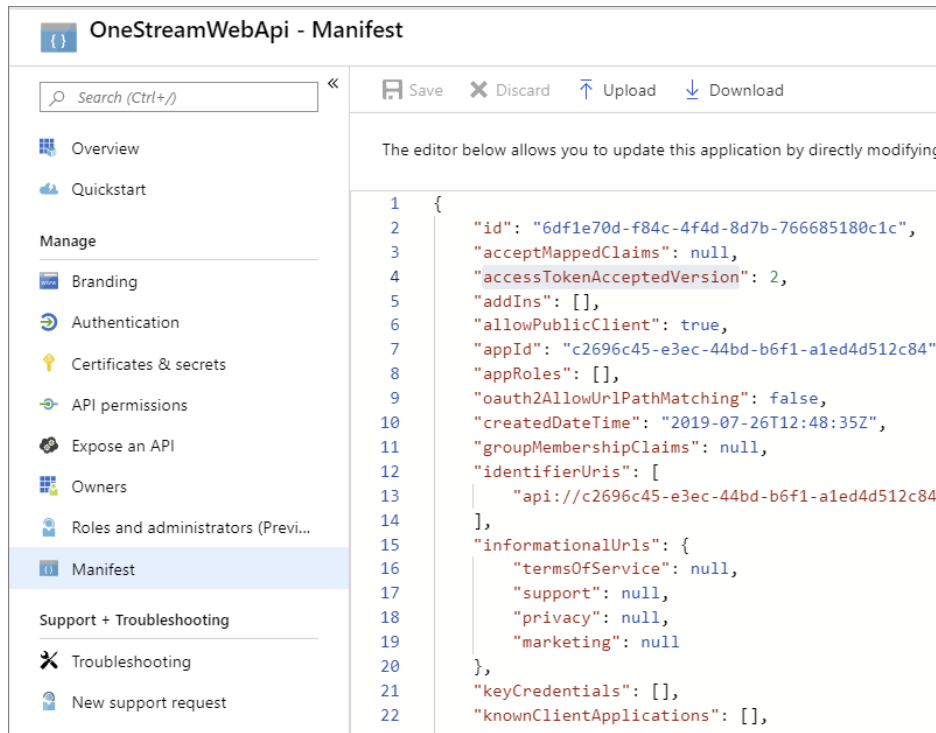 OneStreamWebApi - Manifest
Search (Ctrl+/)
«
Overview
Quickstart
Manage
Branding
Authentication
Certificates & secrets
API permissions
Expose an API
Owners
Roles and administrators (Previ...
Manifest
Support + Troubleshooting
Troubleshooting
New support request
Save Discard Upload Download
The editor below allows you to update this application by directly modifying
1 {
2 "id": "6df1e70d-f84c-4f4d-8d7b-766685180c1c",
3 "acceptMappedClaims": null,
4 "accessTokenAcceptedVersion": 2,
5 "addIns": [],
6 "allowPublicClient": true,
7 "appId": "c2696c45-e3ec-44bd-b6f1-a1ed4d512c84"
8 "appRoles": [],
9 "oauth2AllowUrlPathMatching": false,
10 "createdDateTime": "2019-07-26T12:48:35Z",
11 "groupMembershipClaims": null,
12 "identifierUris": [
13 "api://c2696c45-e3ec-44bd-b6f1-a1ed4d512c84
14 ],
15 "informationalUrls": {
16 "termsOfService": null,
17 "support": null,
18 "privacy": null,
19 "marketing": null
20 },
21 "keyCredentials": [],
22 "knownClientApplications": [],